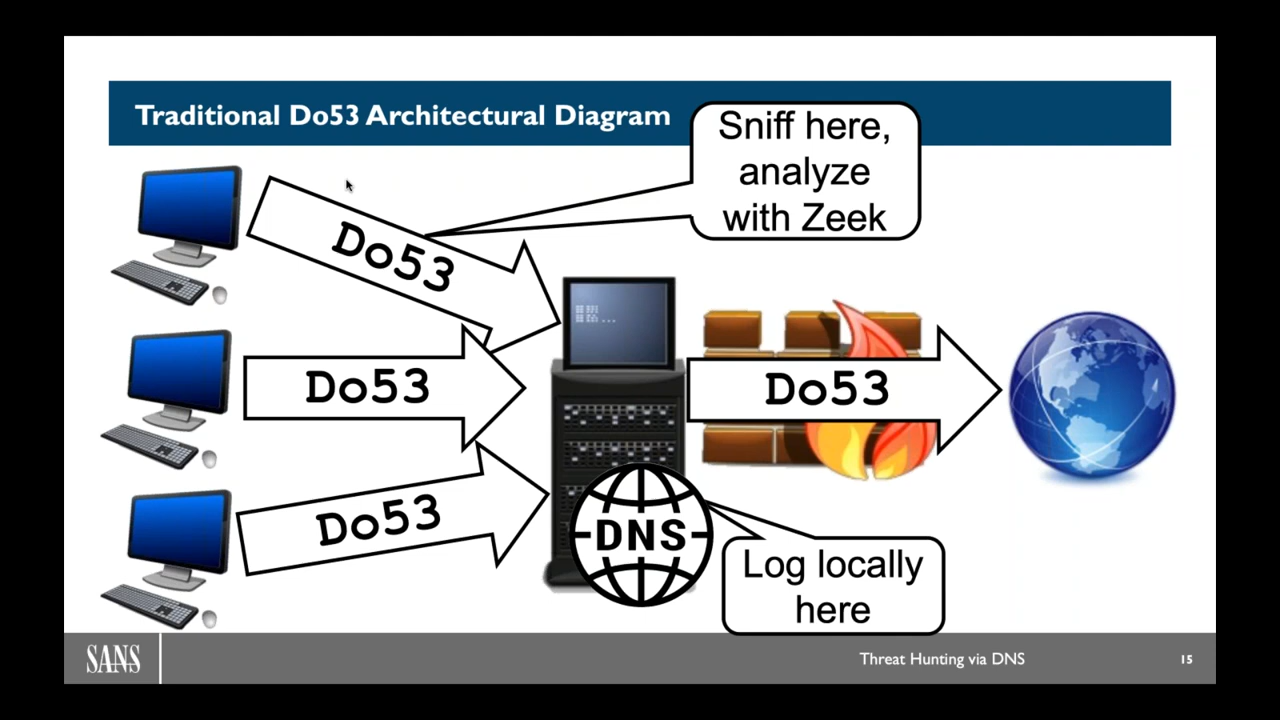 Traditional Do53 Architectural Diagram
Sniff here,
analyze
with Zeek
Do53
Do53
Do53
Do53
DNS
Log locally
here
SANS
Threat Hunting via DNS
15